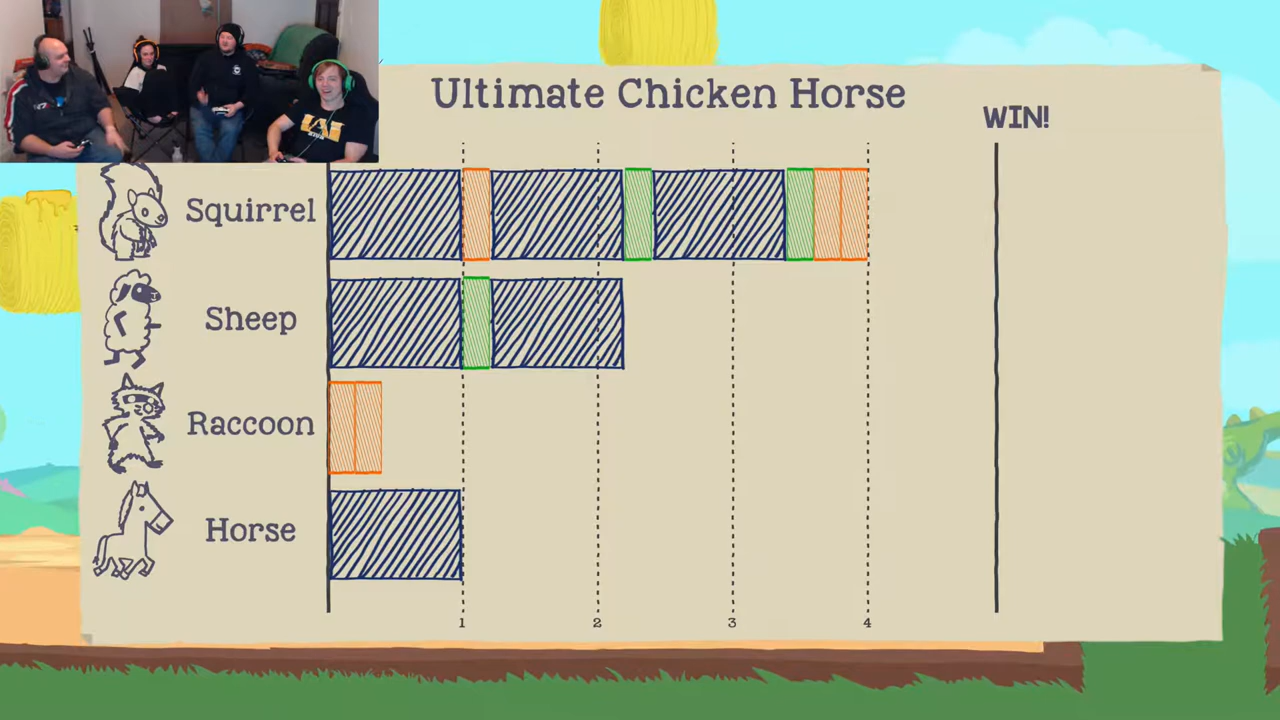 Ultimate Chicken Horse
WIN!
Squirrel
Sheep
Raccoon
Horse
1 2 3 4